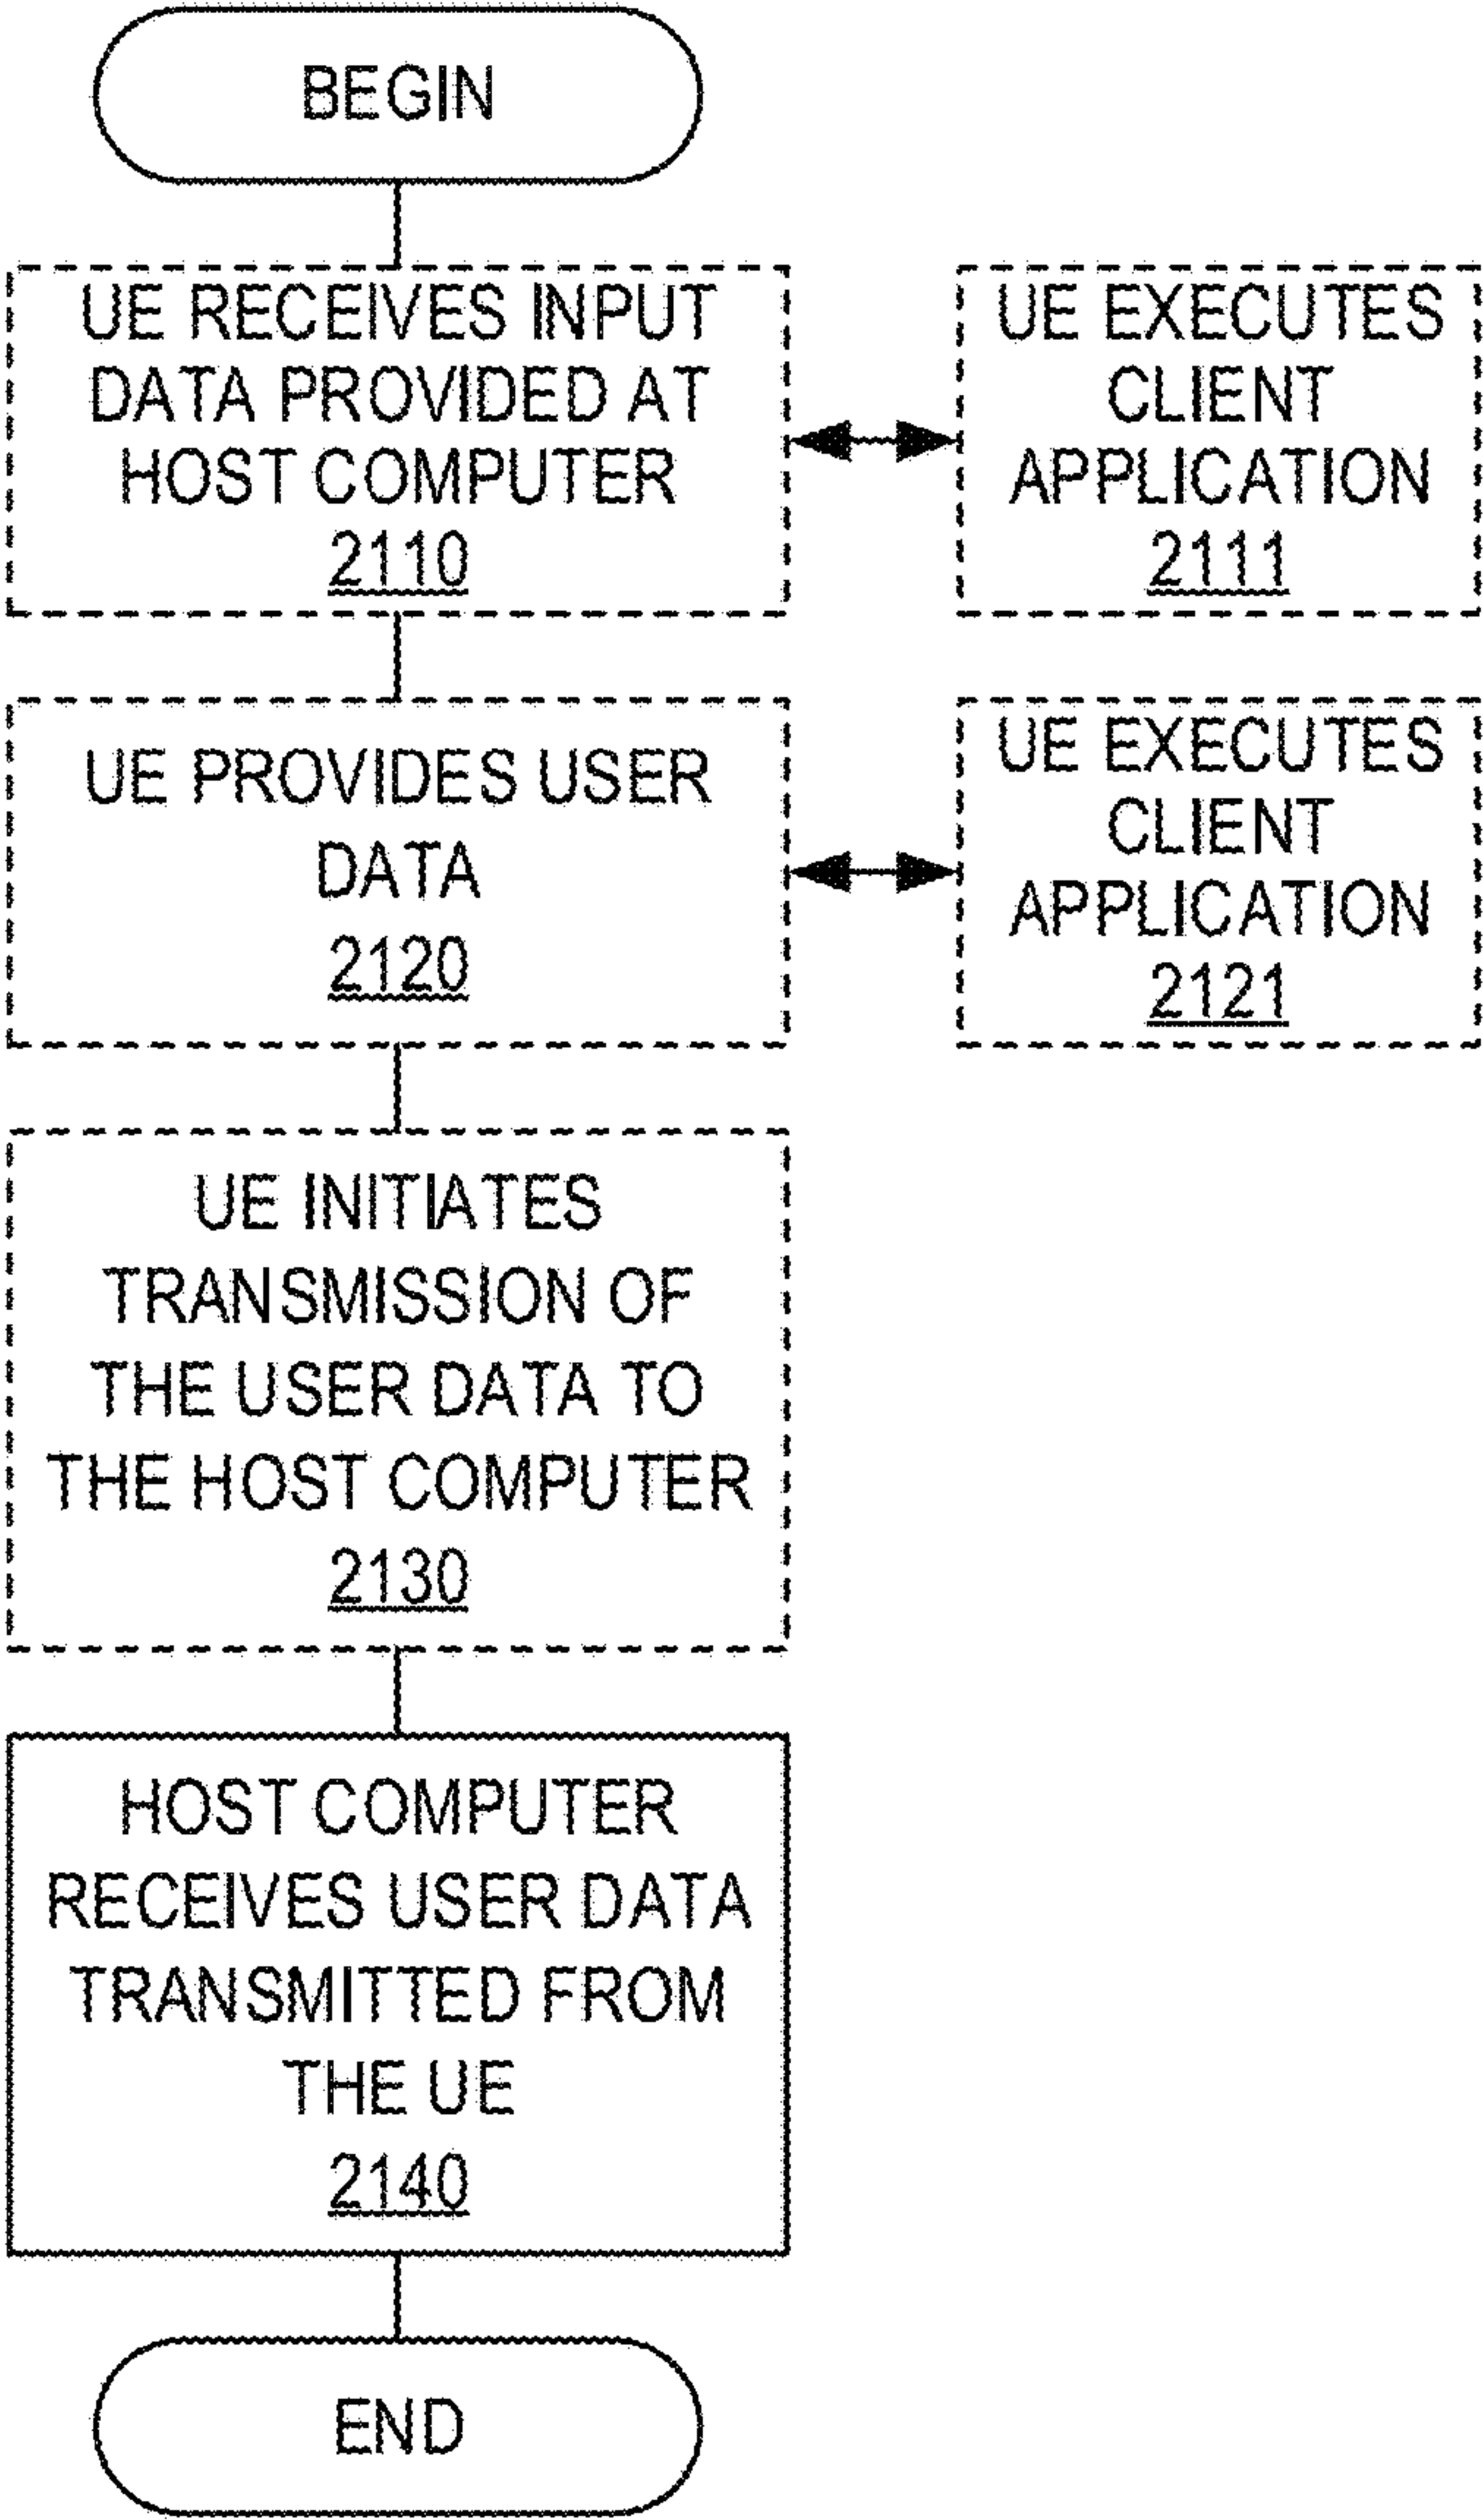 BEGIN
UE RECEIVES INPUT
DATA PROVIDED AT
HOST COMPUTER
2110
UE EXECUTES
CLIENT
APPLICATION
2111
UE PROVIDES USER
DATA
2120
UE EXECUTES
CLIENT
APPLICATION
2121
UE INITIATES
TRANSMISSION OF
THE USER DATA TO
THE HOST COMPUTER
2130
HOST COMPUTER
RECEIVES USER DATA
TRANSMITTED FROM
THE UE
2140
END